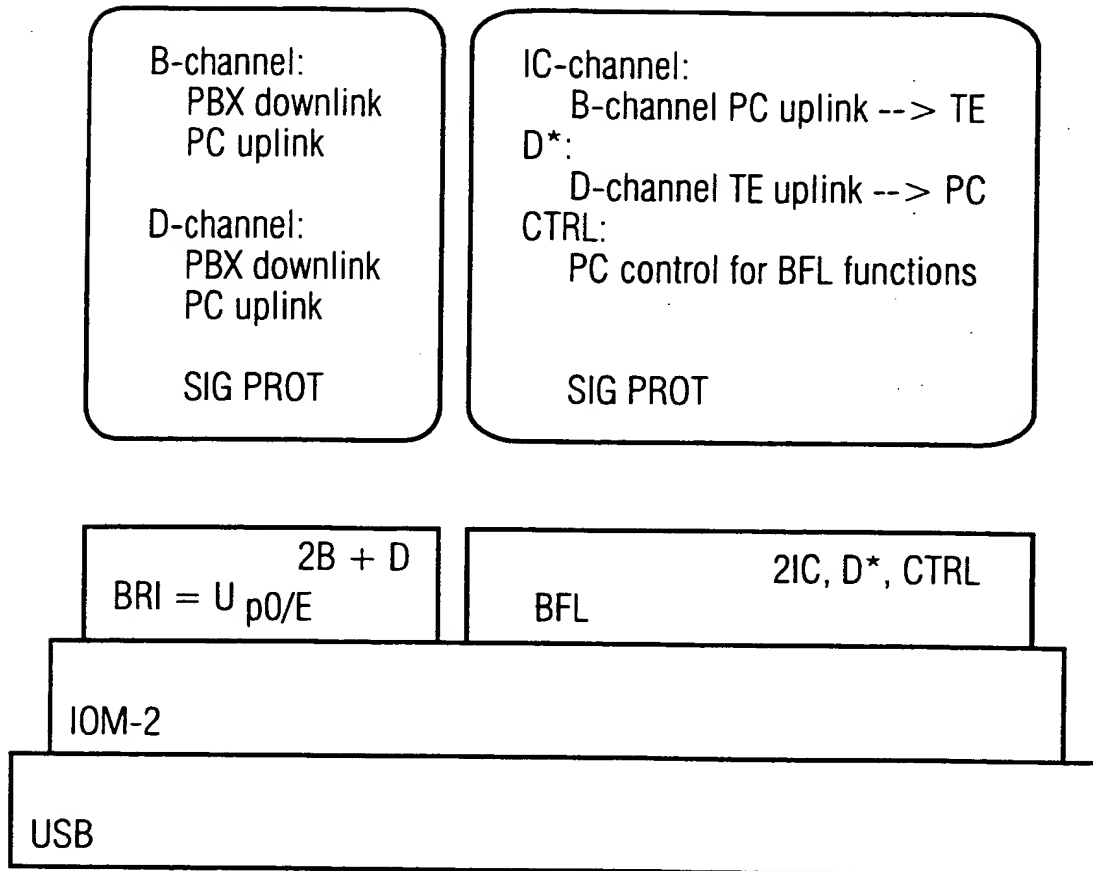 B-channel:
PBX downlink
PC uplink
D-channel:
PBX downlink
PC uplink
SIG PROT
IC-channel:
B-channel PC uplink --> TE
D*:
D-channel TE uplink --> PC
CTRL:
PC control for BFL functions
SIG PROT
2B + D
BRI = U p0/E
2IC, D*, CTRL
BFL
IOM-2
USB